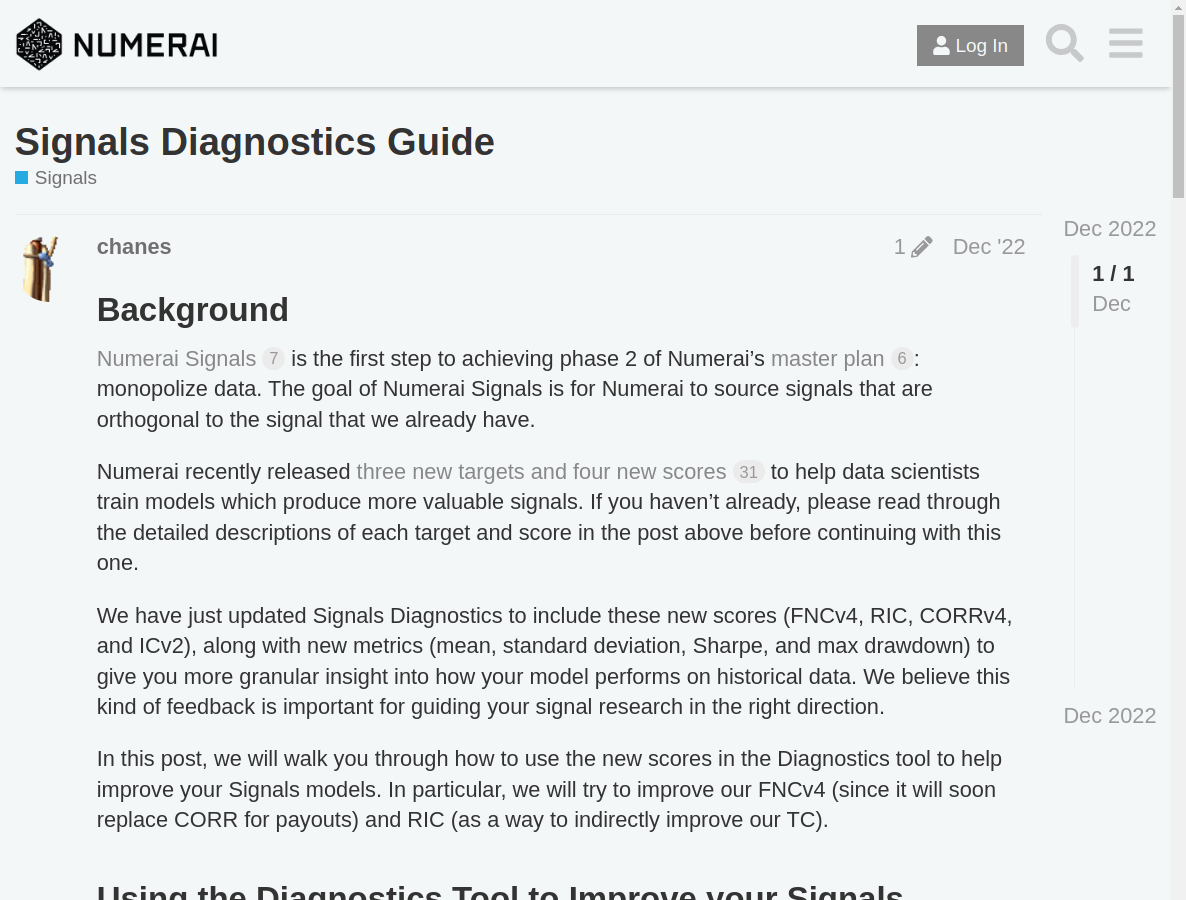 NUMERAI
Log In
Signals Diagnostics Guide
Signals
chanes
1
Dec '22
Dec 2022
1 / 1
Dec
Dec 2022
Background
Numerai Signals 7 is the first step to achieving phase 2 of Numerai’s master plan 6:
monopolize data. The goal of Numerai Signals is for Numerai to source signals that are
orthogonal to the signal that we already have.
Numerai recently released three new targets and four new scores 31 to help data scientists
train models which produce more valuable signals. If you haven’t already, please read through
the detailed descriptions of each target and score in the post above before continuing with this
one.
We have just updated Signals Diagnostics to include these new scores (FNCv4, RIC, CORRv4,
and ICv2), along with new metrics (mean, standard deviation, Sharpe, and max drawdown) to
give you more granular insight into how your model performs on historical data. We believe this
kind of feedback is important for guiding your signal research in the right direction.
In this post, we will walk you through how to use the new scores in the Diagnostics tool to help
improve your Signals models. In particular, we will try to improve our FNCv4 (since it will soon
replace CORR for payouts) and RIC (as a way to indirectly improve our TC).
Using the Diagnostics Tool to Improve your Signals